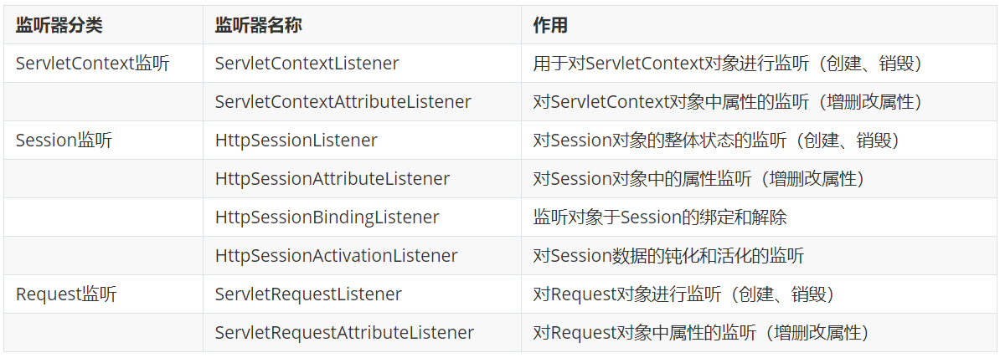 监听器分类 监听器名称 作用
ServletContext监听 ServletContextListener 用于对ServletContext对象进行监听（创建、销毁）
ServletContextAttributeListener 对ServletContext对象中属性的监听（增删改属性）
Session监听 HttpSessionListener 对Session对象的整体状态的监听（创建、销毁）
HttpSessionAttributeListener 对Session对象中的属性监听（增删改属性）
HttpSessionBindingListener 监听对象于Session的绑定和解除
HttpSessionActivationListener 对Session数据的钝化和活化的监听
Request监听 ServletRequestListener 对Request对象进行监听（创建、销毁）
ServletRequestAttributeListener 对Request对象中属性的监听（增删改属性）